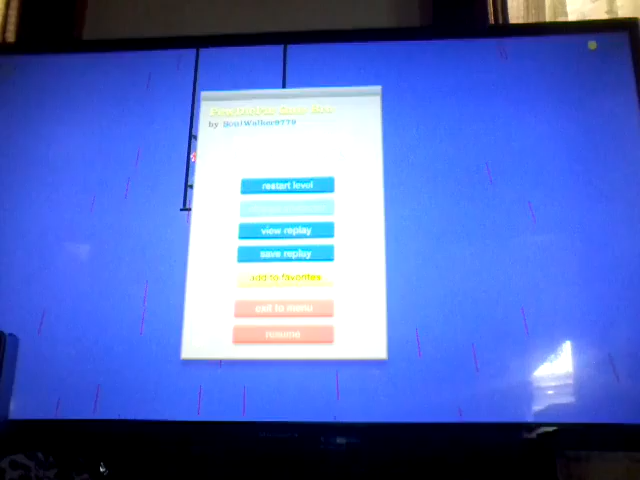 by SoulWalker9779
restart level
view replay
save replay
add to favorites
exit to menu
resume